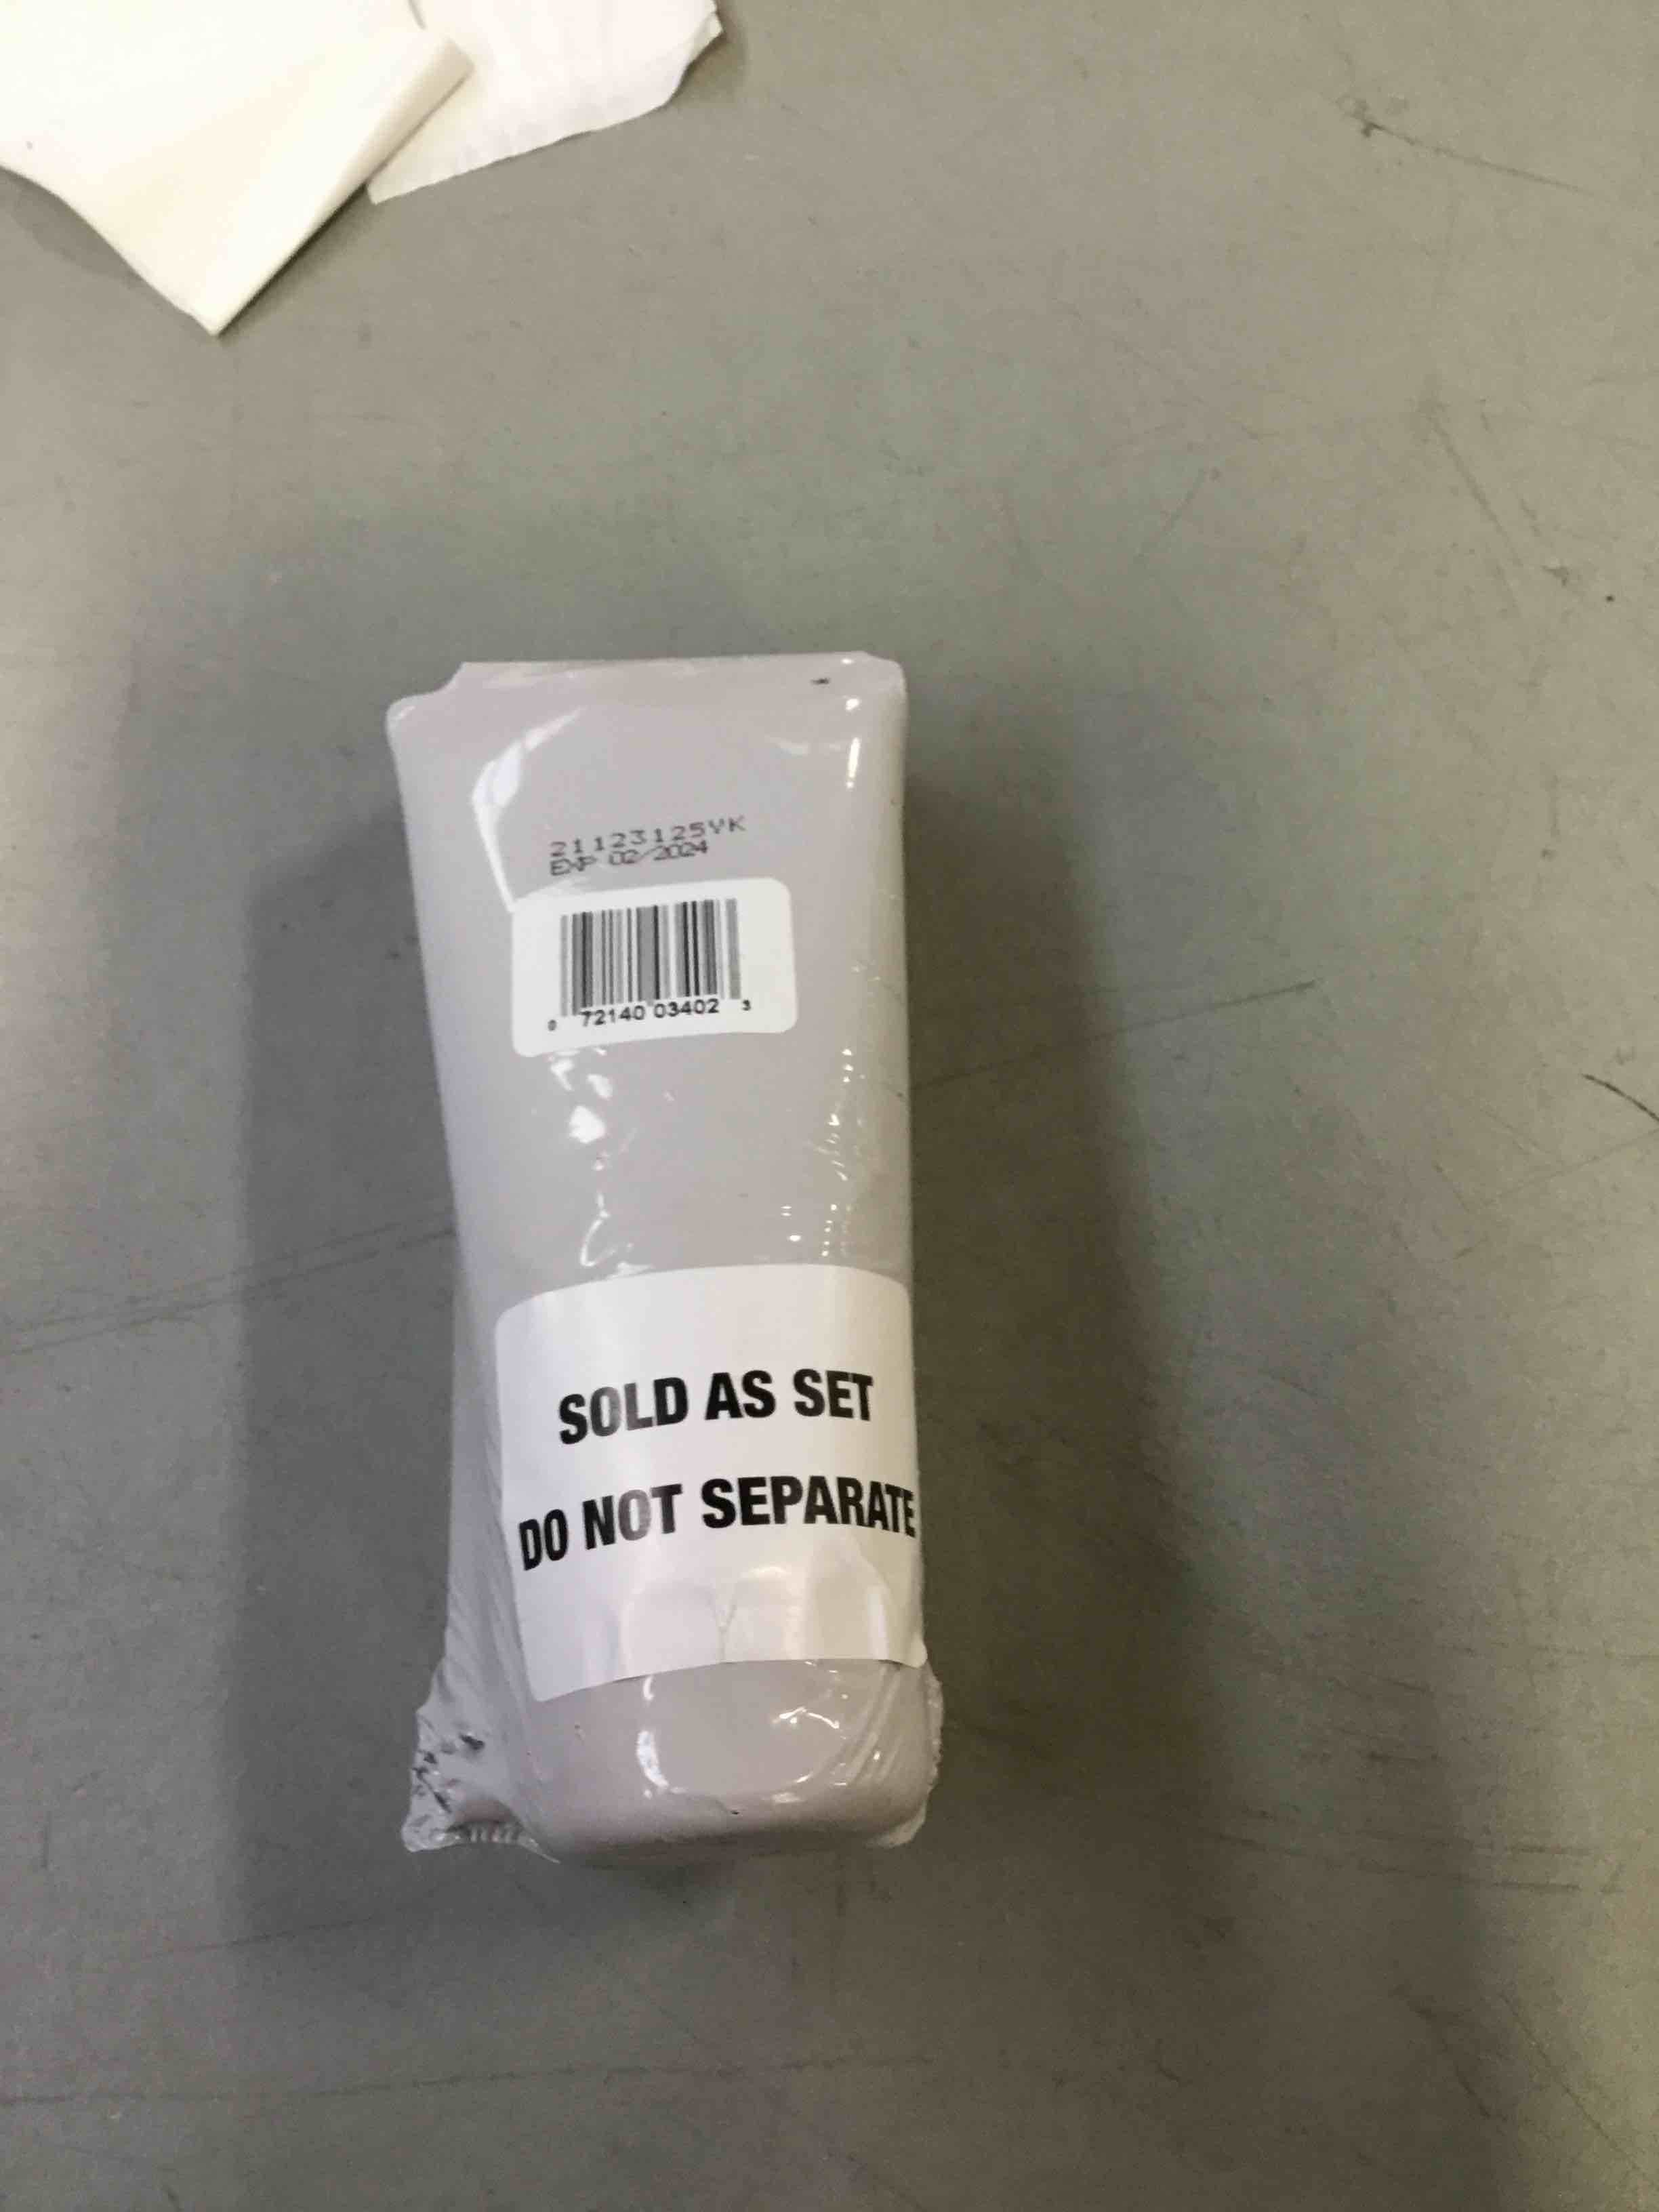 21123125YK
EXP 02/2024
0 72140 03402 3
SOLD AS SET
DO NOT SEPARATE